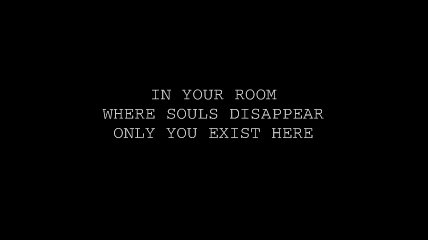 IN YOUR ROOM
WHERE SOULS DISAPPEAR
ONLY YOU EXIST HERE